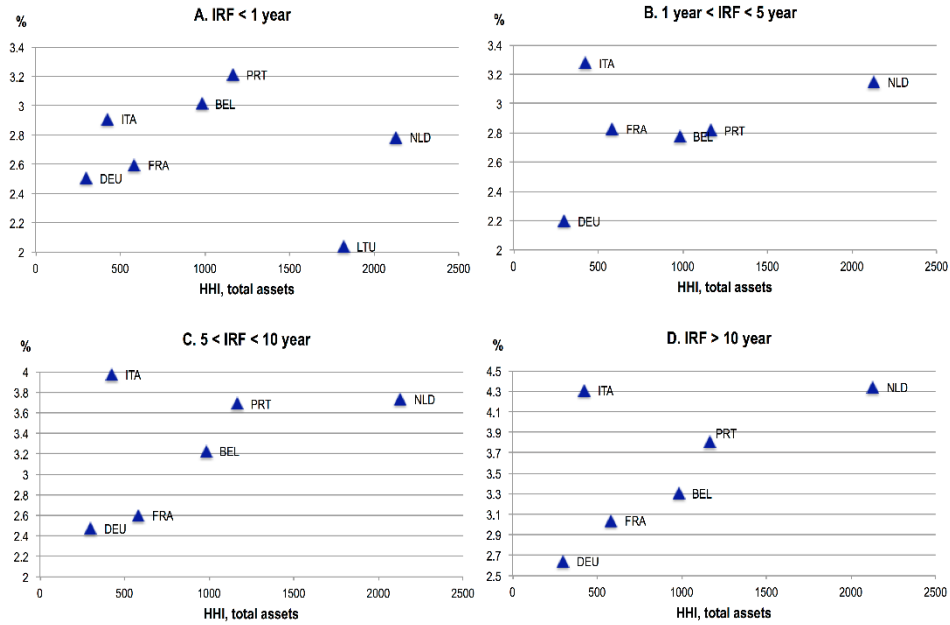 A. IRF < 1 year
%
3.4
3.2
3
2.8
2.6
2.4
2.2
2
PRT
BEL
ITA
NLD
FRA
DEU
LTU
0 500 1000 1500 2000 2500
HHI, total assets
B. 1 year < IRF < 5 year
%
3.4
3.2
3
2.8
2.6
2.4
2.2
2
ITA
NLD
FRA
BEL
PRT
DEU
0 500 1000 1500 2000 2500
HHI, total assets
C. 5 < IRF < 10 year
%
4
3.8
3.6
3.4
3.2
3
2.8
2.6
2.4
2.2
2
ITA
NLD
PRT
BEL
FRA
DEU
0 500 1000 1500 2000 2500
HHI, total assets
D. IRF > 10 year
%
4.5
4.3
4.1
3.9
3.7
3.5
3.3
3.1
2.9
2.7
2.5
NLD
ITA
PRT
BEL
FRA
DEU
0 500 1000 1500 2000 2500
HHI, total assets